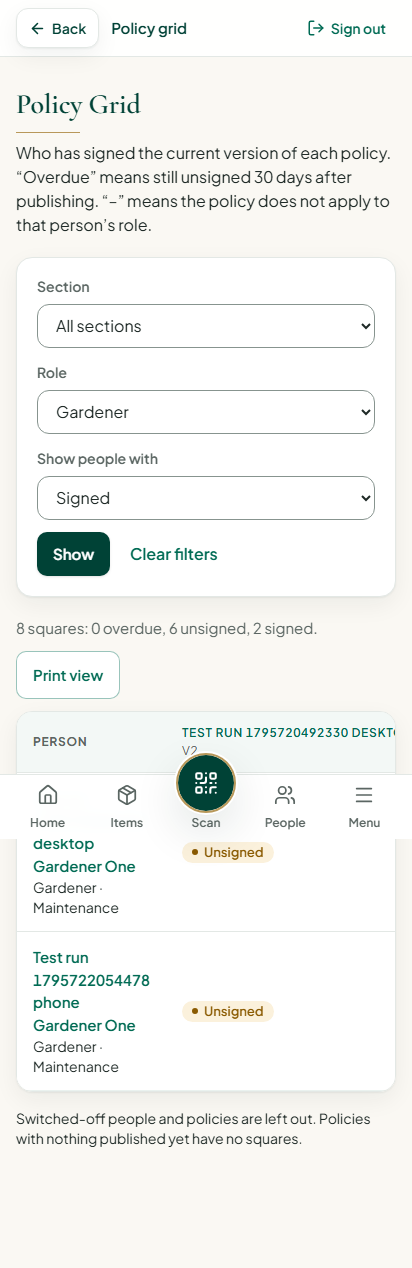 Back
Policy grid
Sign out
Policy Grid
Who has signed the current version of each policy.
“Overdue” means still unsigned 30 days after
publishing. “–” means the policy does not apply to
that person’s role.
Section
All sections
Role
Gardener
Show people with
Signed
Show
Clear filters
8 squares: 0 overdue, 6 unsigned, 2 signed.
Print view
PERSON
TEST RUN 1795720492330
V2
Home
Items
Scan
People
Menu
desktop
Gardener One
Gardener ·
Maintenance
Unsigned
Test run
1795722054478
phone
Gardener One
Gardener ·
Maintenance
Unsigned
Switched-off people and policies are left out. Policies
with nothing published yet have no squares.